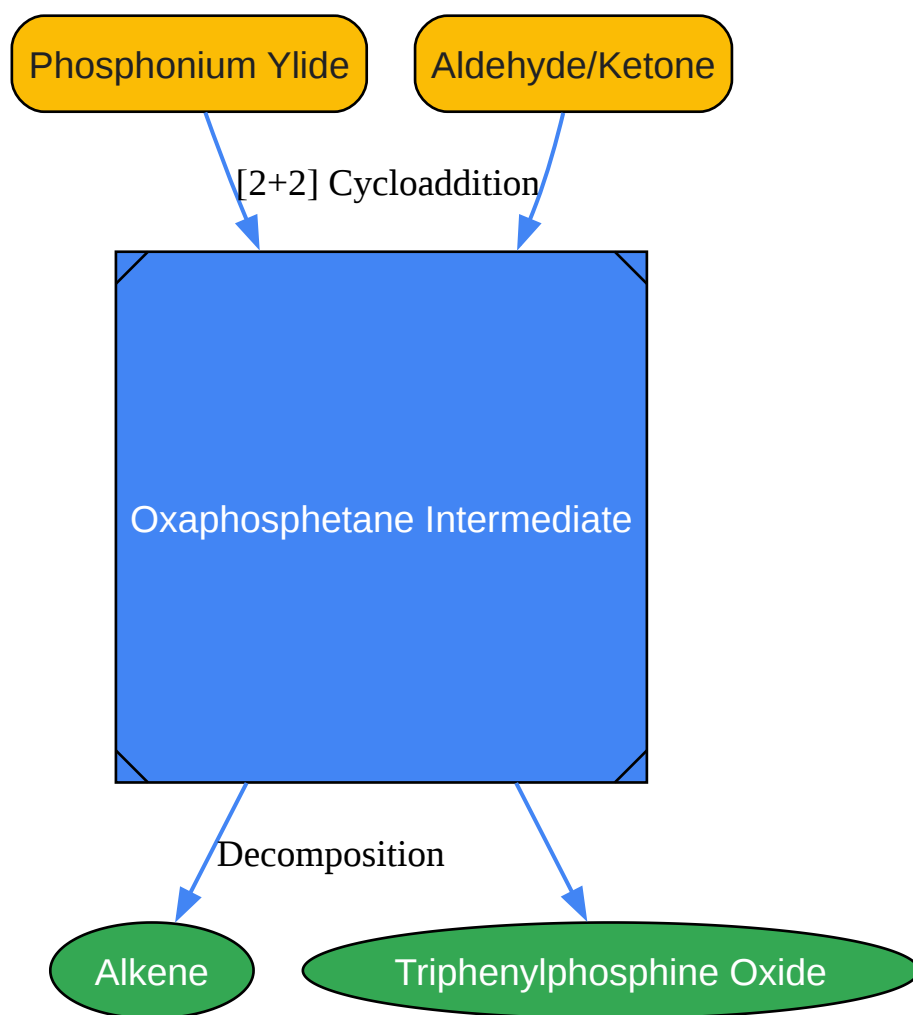 Phosphonium Ylide
Aldehyde/Ketone
[2+2] Cycloaddition
Oxaphosphetane Intermediate
Decomposition
Alkene
Triphenylphosphine Oxide